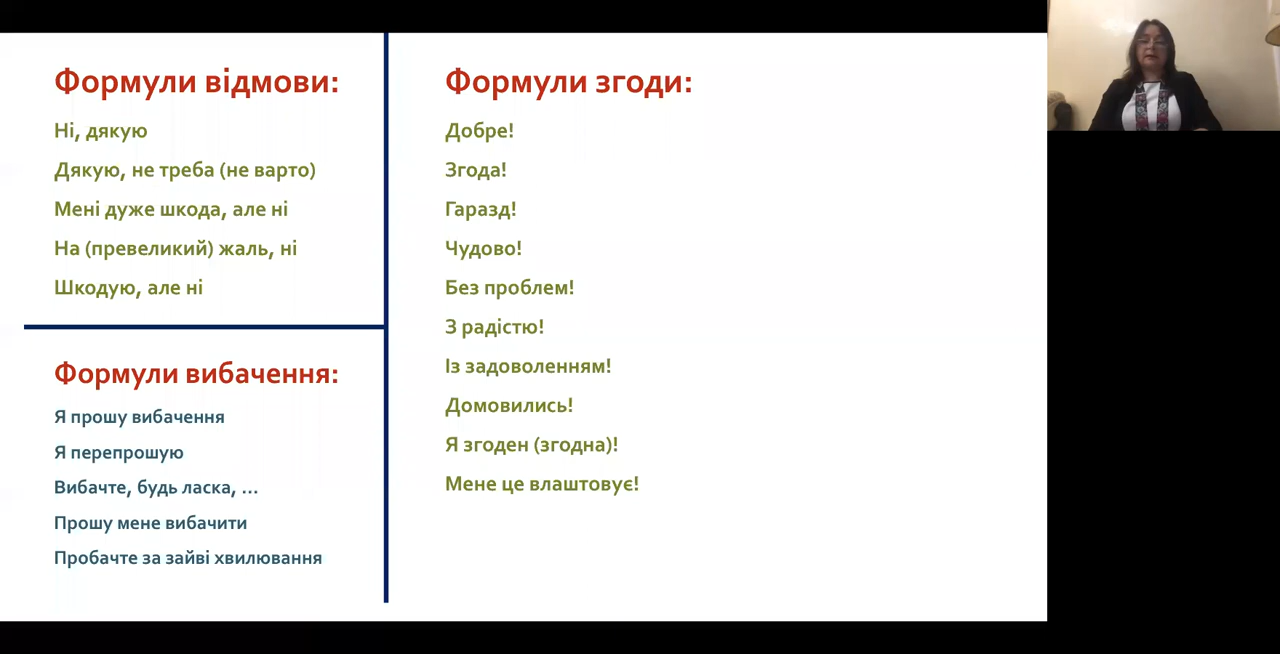 Формули відмови:
Ні, дякую
Дякую, не треба (не варто)
Мені дуже шкода, але ні
На (превеликий) жаль, ні
Шкодую, але ні
Формули вибачення:
Я прошу вибачення
Я перепрошую
Вибачте, будь ласка, ...
Прошу мене вибачити
Пробачте за зайві хвилювання
Формули згоди:
Добре!
Згода!
Гаразд!
Чудово!
Без проблем!
З радістю!
Із задоволенням!
Домовились!
Я згоден (згодна)!
Мене це влаштовує!